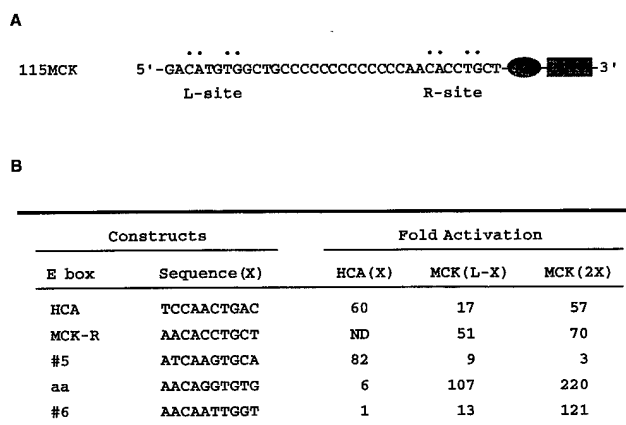 A
115MCK 5'-GACATGTGGCTGCCCCCCCCCCCCCCAACACCTGCT-3'
L-site R-site
B
Constructs Fold Activation
E box Sequence(X) HCA(X) MCK(L-X) MCK(2X)
HCA TCCAACTGAC 60 17 57
MCK-R AACACCTGCT ND 51 70
#5 ATCAAGTGCA 82 9 3
aa AACAGGTGTG 6 107 220
#6 AACAATTGGT 1 13 121